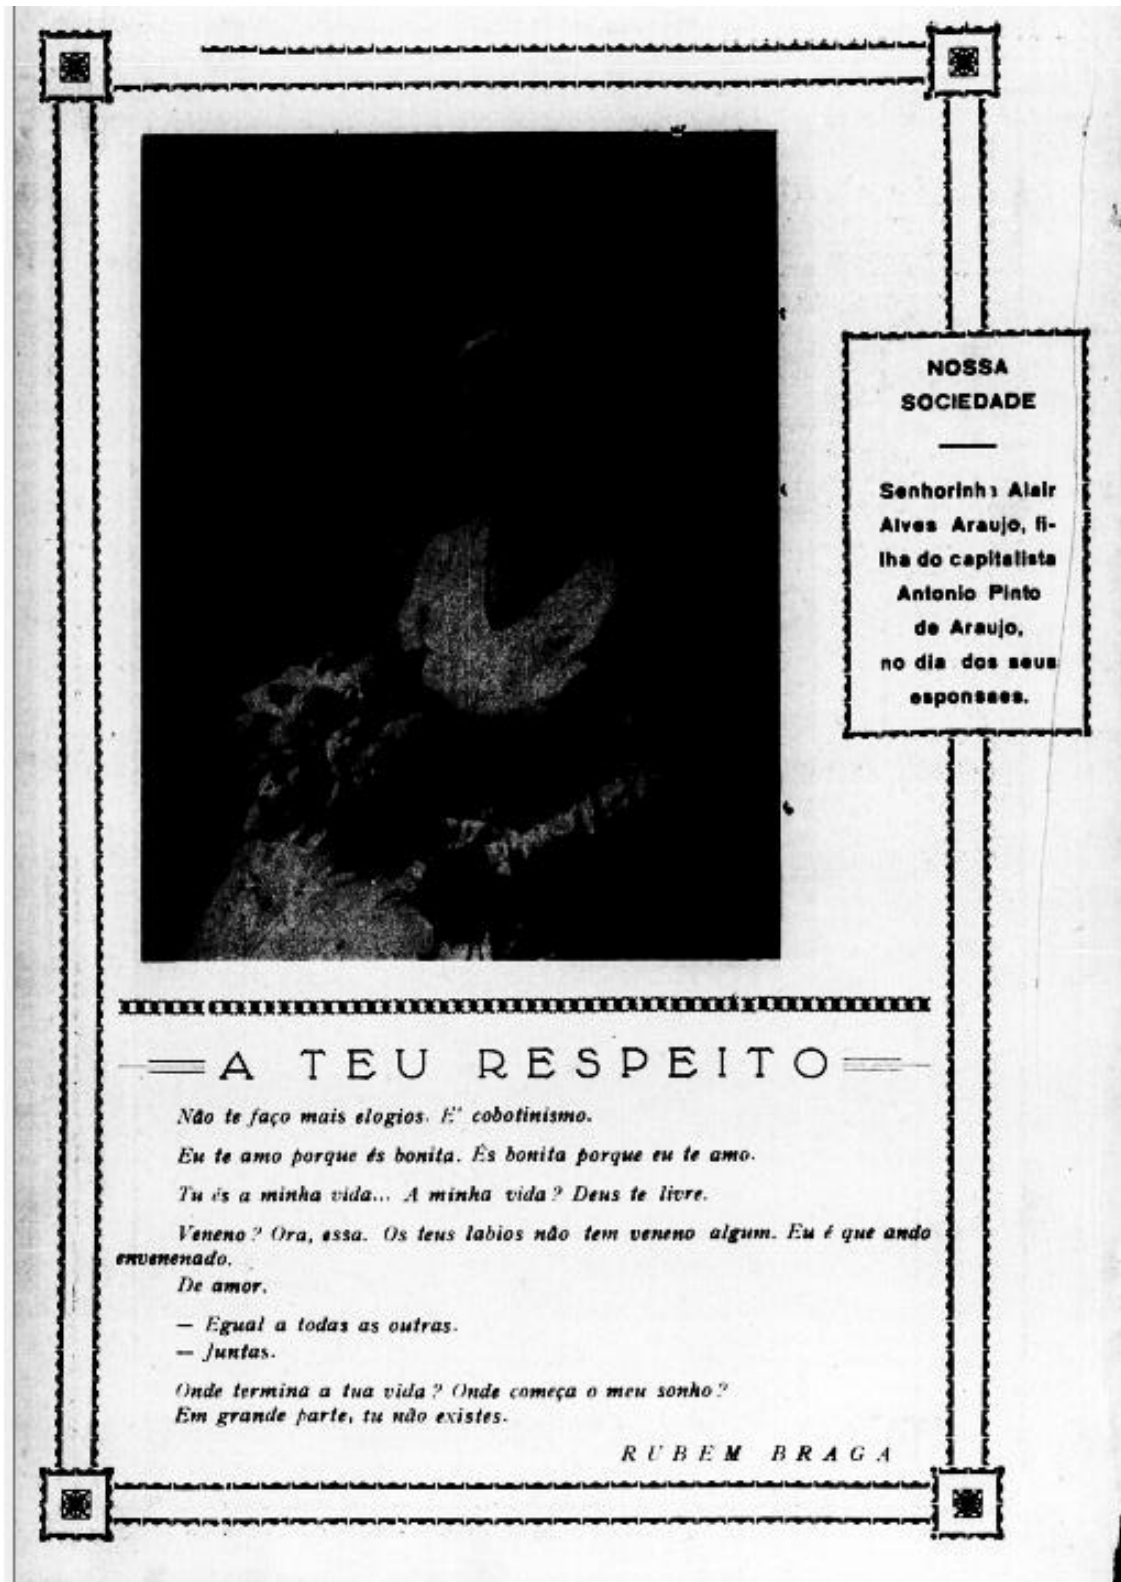 NOSSA
SOCIEDADE
Senhorinha Alair
Alves Araujo, fi-
lha do capitalista
Antonio Pinto
de Araujo,
no dia dos seus
esponsaes.
A TEU RESPEITO
Não te faço mais elogios. E' cobotinismo.
Eu te amo porque és bonita. És bonita porque eu te amo.
Tu és a minha vida... A minha vida? Deus te livre.
Veneno? Ora, essa. Os teus labios não tem veneno algum. Eu é que ando
envenenado.
De amor.
— Egual a todas as outras.
— Juntas.
Onde termina a tua vida? Onde começa o meu sonho?
Em grande parte, tu não existes.
RUBEM BRAGA